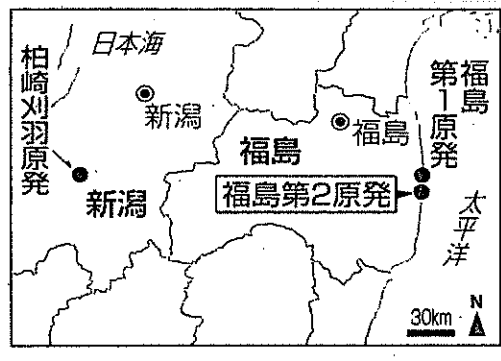 日本海
柏崎刈羽原発
新潟
新潟
福島
福島
福島
第1原発
福島第2原発
太平洋
30km
N